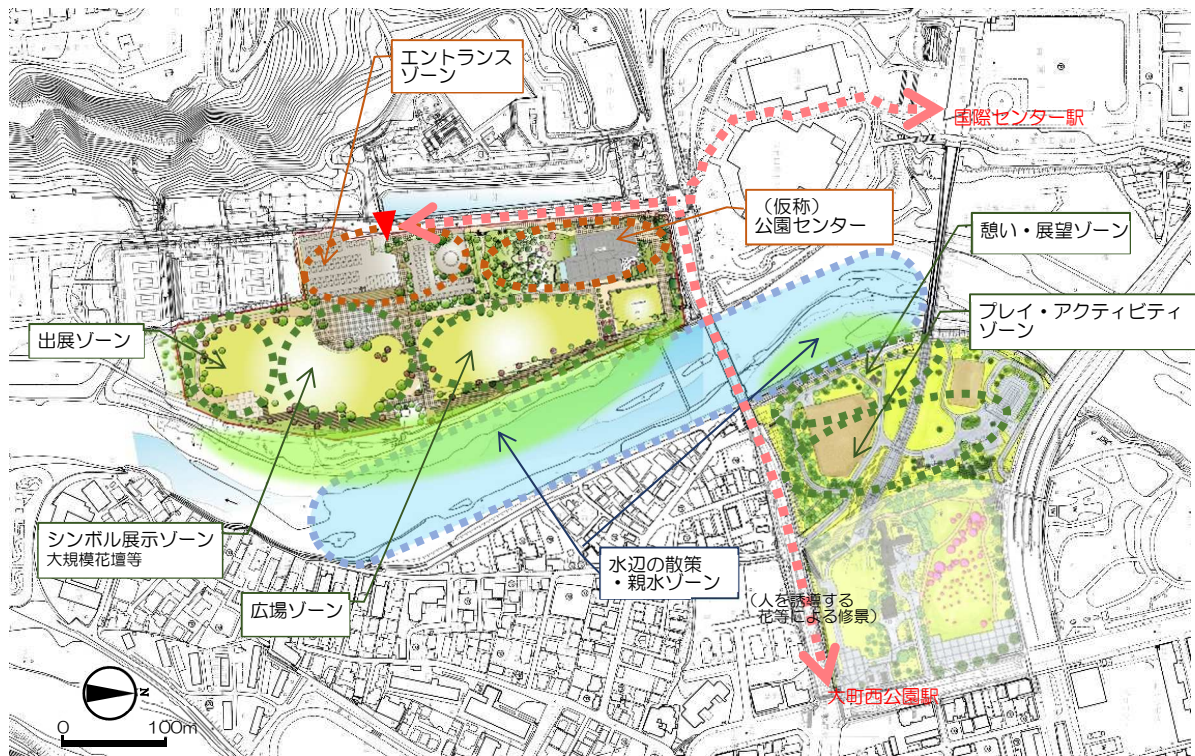 エントランス
ゾーン
国際センター駅
（仮称）
公園センター
憩い・展望ゾーン
プレイ・アクティビティ
ゾーン
出展ゾーン
シンボル展示ゾーン
大規模花壇等
広場ゾーン
水辺の散策
・親水ゾーン
（人を誘導する
花等による修景）
大町西公園駅
N
0 100m